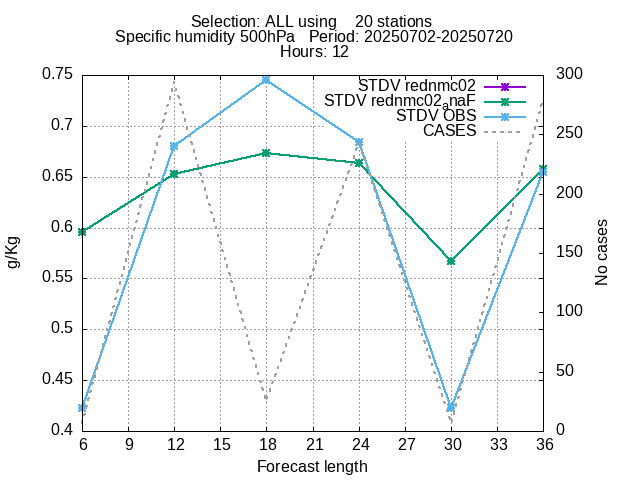 Selection: ALL using    20 stations
Specific humidity 500hPa   Period: 20250702-20250720
Hours: 12
STDV rednmc02
STDV rednmc02anaF
STDV OBS
CASES
0.75
0.7
0.65
0.6
0.55
0.5
0.45
0.4
300
250
200
150
100
50
0
g/Kg
No cases
6 9 12 15 18 21 24 27 30 33 36
Forecast length